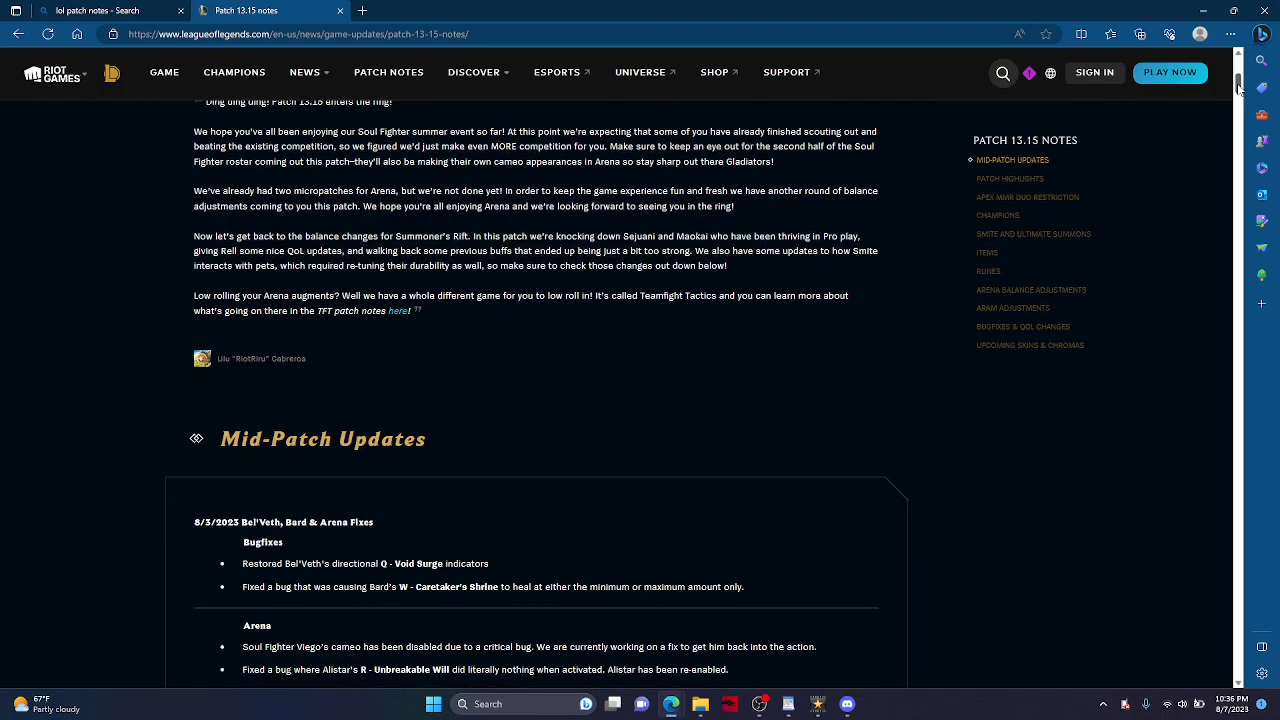 lol patch notes - Search
Patch 13.15 notes
https://www.leagueoflegends.com/en-us/news/game-updates/patch-13-15-notes/
RIOT GAMES
GAME
CHAMPIONS
NEWS
PATCH NOTES
DISCOVER
ESPORTS
UNIVERSE
SHOP
SUPPORT
SIGN IN
PLAY NOW
Ding ding ding! Patch 13.15 enters the ring!
We hope you've all been enjoying our Soul Fighter summer event so far! At this point we're expecting that some of you have already finished scouting out and
beating the existing competition, so we figured we'd just make even MORE competition for you. Make sure to keep an eye out for the second half of the Soul
Fighter roster coming out this patch—they'll also be making their own cameo appearances in Arena so stay sharp out there Gladiators!
We've already had two micropatches for Arena, but we're not done yet! In order to keep the game experience fun and fresh we have another round of balance
adjustments coming to you this patch. We hope you're all enjoying Arena and we're looking forward to seeing you in the ring!
Now let's get back to the balance changes for Summoner's Rift. In this patch we're knocking down Sejuani and Maokai who have been thriving in Pro play,
giving Rell some more QoL updates, and walking back some previous buffs that ended up being just a bit too strong. We also have some updates to how Smite
interacts with pets, which required re-tuning their durability as well, so make sure to check those changes out down below!
Low rolling your Arena augments? Well we have a whole different game for you to low roll in! It's called Teamfight Tactics and you can learn more about
what's going on there in the TFT patch notes here!
Lilu "RiotRiru" Cabreros
PATCH 13.15 NOTES
MID-PATCH UPDATES
PATCH HIGHLIGHTS
APEX MMR DUO RESTRICTION
CHAMPIONS
SMITE AND ULTIMATE SUMMONS
ITEMS
RUNES
ARENA BALANCE ADJUSTMENTS
ARAM ADJUSTMENTS
BUGFIXES & QOL CHANGES
UPCOMING SKINS & CHROMAS
Mid-Patch Updates
8/3/2023 Bel'Veth, Bard & Arena Fixes
Bugfixes
Restored Bel'Veth's directional Q - Void Surge indicators
Fixed a bug that was causing Bard's W - Caretaker's Shrine to heal at either the minimum or maximum amount only.
Arena
Soul Fighter Viego's cameo has been disabled due to a critical bug. We are currently working on a fix to get him back into the action.
Fixed a bug where Alistar's R - Unbreakable Will did literally nothing when activated. Alistar has been re-enabled.
67°F
Partly cloudy
Search
10:36 PM
8/7/2023